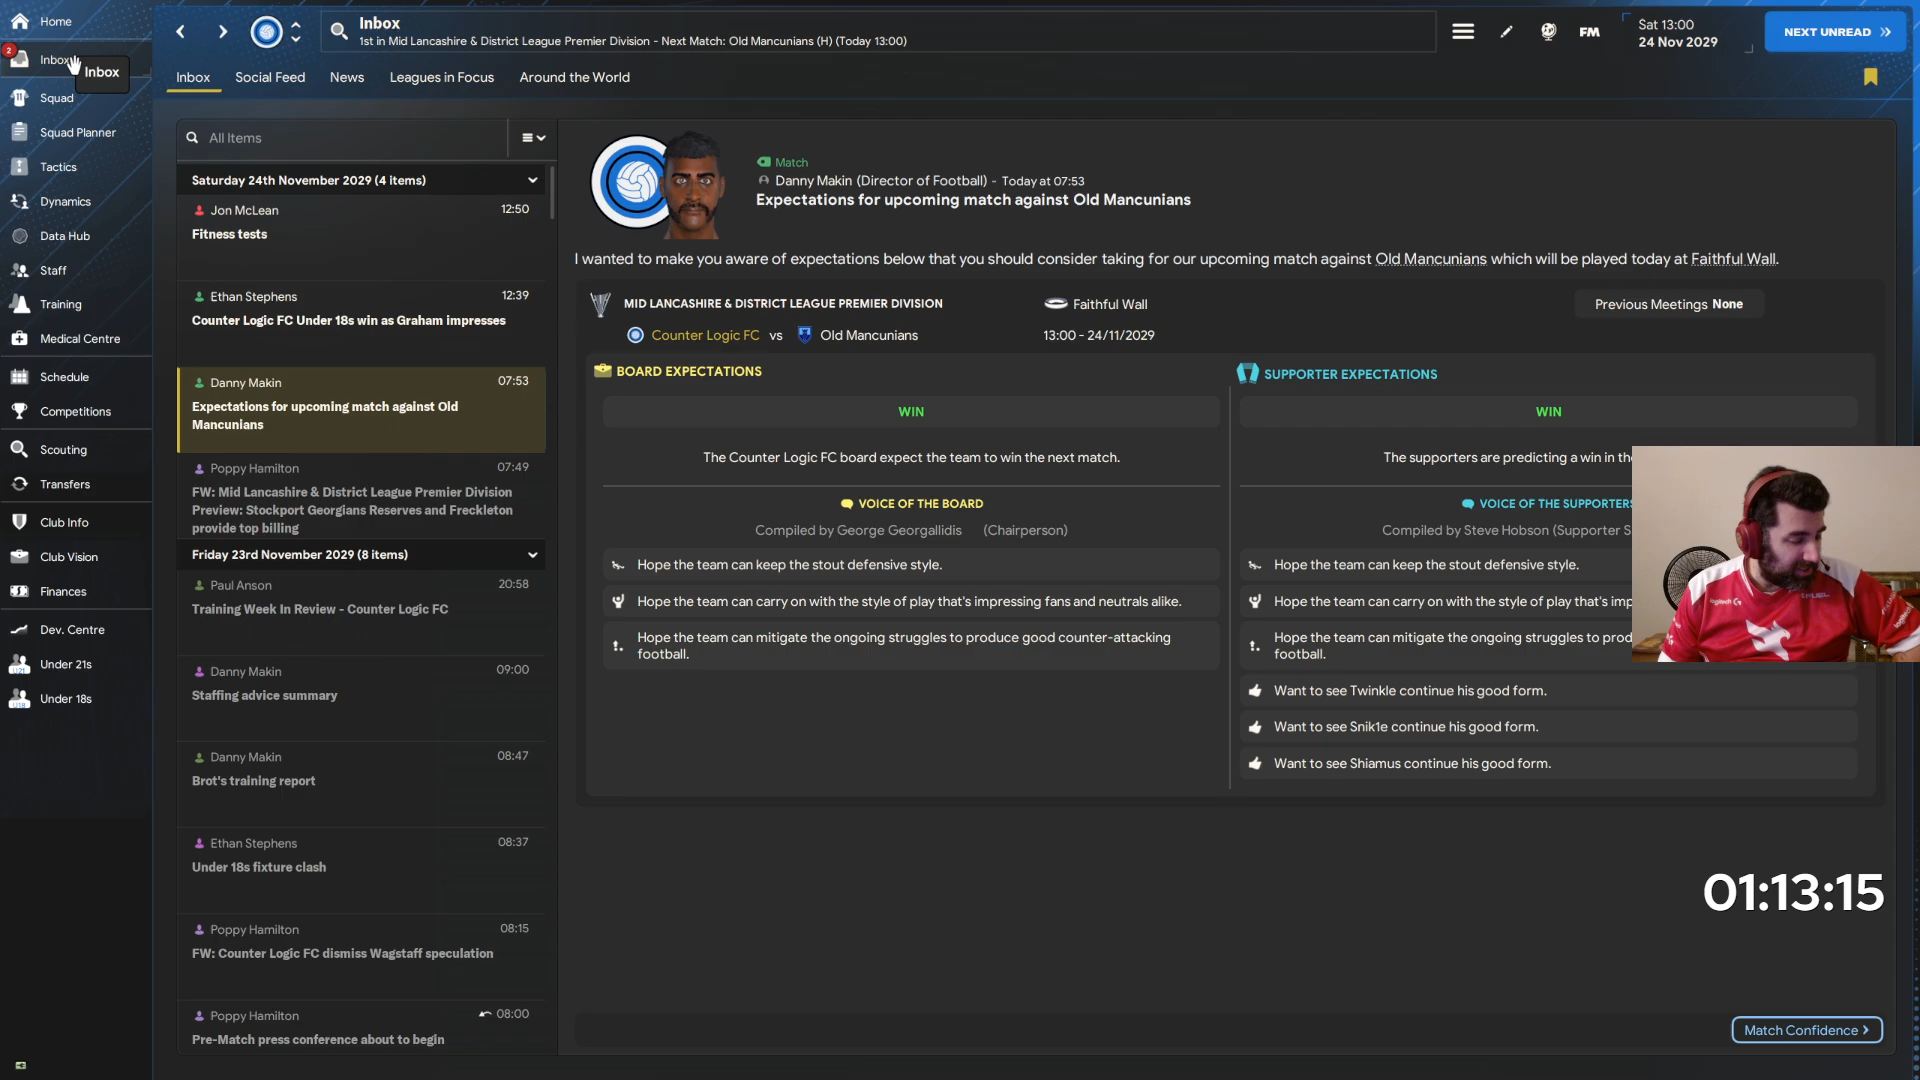 Home
2
Inbox
Inbox
Squad
Squad Planner
Tactics
Dynamics
Data Hub
Staff
Training
Medical Centre
Schedule
Competitions
Scouting
Transfers
Club Info
Club Vision
Finances
Dev. Centre
Under 21s
Under 18s
Inbox
1st in Mid Lancashire & District League Premier Division - Next Match: Old Mancunians (H) (Today 13:00)
FM
Sat 13:00
24 Nov 2029
NEXT UNREAD
Inbox Social Feed News Leagues in Focus Around the World
All Items
Saturday 24th November 2029 (4 items)
Jon McLean 12:50
Fitness tests
Ethan Stephens 12:39
Counter Logic FC Under 18s win as Graham impresses
Danny Makin 07:53
Expectations for upcoming match against Old
Mancunians
Poppy Hamilton 07:49
FW: Mid Lancashire & District League Premier Division
Preview: Stockport Georgians Reserves and Freckleton
provide top billing
Friday 23rd November 2029 (8 items)
Paul Anson 20:58
Training Week In Review - Counter Logic FC
Danny Makin 09:00
Staffing advice summary
Danny Makin 08:47
Brot's training report
Ethan Stephens 08:37
Under 18s fixture clash
Poppy Hamilton 08:15
FW: Counter Logic FC dismiss Wagstaff speculation
Poppy Hamilton 08:00
Pre-Match press conference about to begin
Match
Danny Makin (Director of Football) - Today at 07:53
Expectations for upcoming match against Old Mancunians
I wanted to make you aware of expectations below that you should consider taking for our upcoming match against Old Mancunians which will be played today at Faithful Wall.
MID LANCASHIRE & DISTRICT LEAGUE PREMIER DIVISION
Faithful Wall
Previous Meetings None
Counter Logic FC vs Old Mancunians
13:00 - 24/11/2029
BOARD EXPECTATIONS
WIN
The Counter Logic FC board expect the team to win the next match.
VOICE OF THE BOARD
Compiled by George Georgallidis (Chairperson)
Hope the team can keep the stout defensive style.
Hope the team can carry on with the style of play that's impressing fans and neutrals alike.
Hope the team can mitigate the ongoing struggles to produce good counter-attacking
football.
SUPPORTER EXPECTATIONS
WIN
The supporters are predicting a win in the
VOICE OF THE SUPPORTERS
Compiled by Steve Hobson (Supporter S
Hope the team can keep the stout defensive style.
Hope the team can carry on with the style of play that's imp
Hope the team can mitigate the ongoing struggles to prod
football.
Want to see Twinkle continue his good form.
Want to see Snik1e continue his good form.
Want to see Shiamus continue his good form.
01:13:15
Match Confidence >